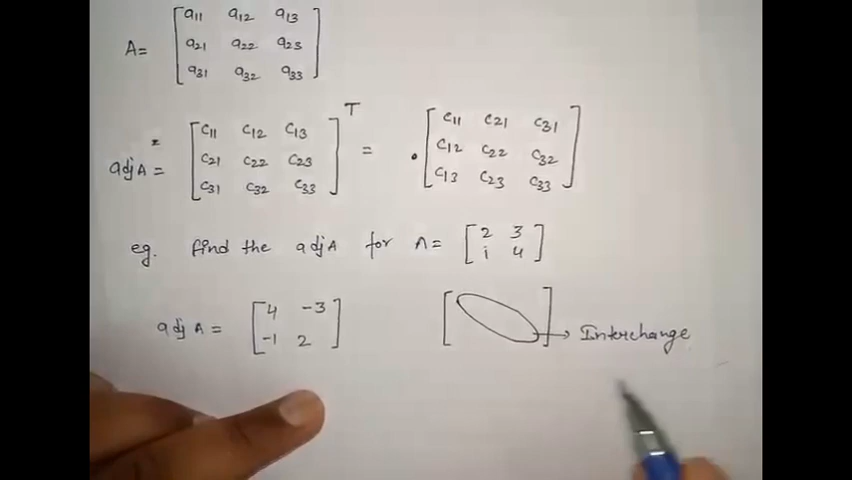 A = [ a11 a12 a13
a21 a22 a23
a31 a32 a33 ]
adj A = [ c11 c12 c13
c21 c22 c23
c31 c32 c33 ]T = [ c11 c21 c31
c12 c22 c32
c13 c23 c33 ]
eg. find the adjA for A = [ 2 3
1 4 ]
adj A = [ 4 -3
-1 2 ]
[ ] → Interchange